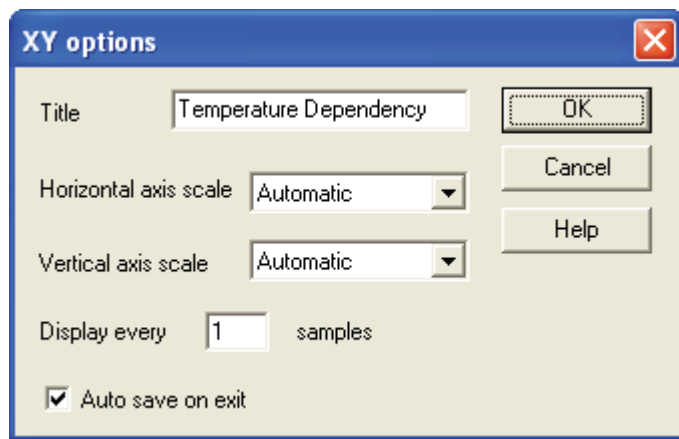 XY options
Title Temperature Dependency OK
Cancel
Horizontal axis scale Automatic
Help
Vertical axis scale Automatic
Display every 1 samples
Auto save on exit